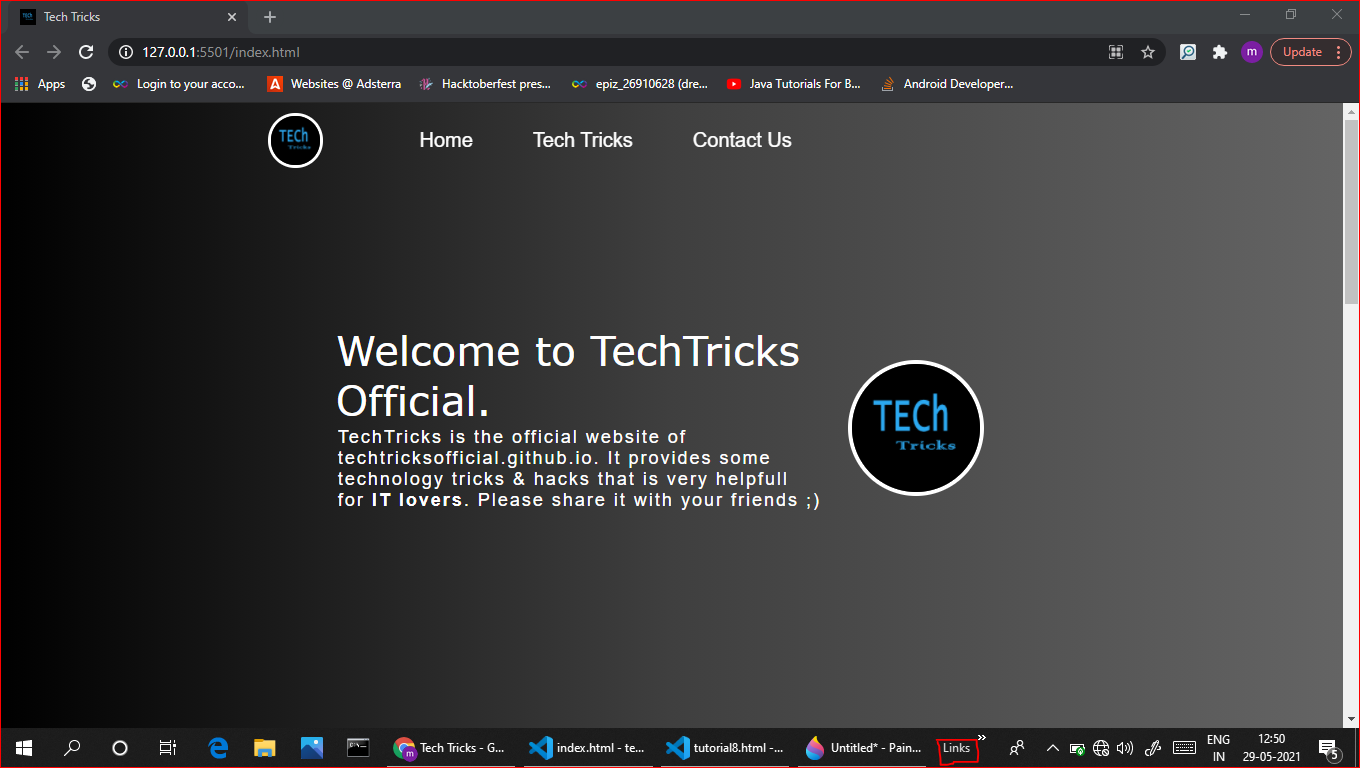 Tech Tricks
127.0.0.1:5501/index.html
m
Update
Apps
Login to your acco...
A Websites @ Adsterra
Hacktoberfest pres...
epiz_26910628 (dre...
Java Tutorials For B...
Android Developer...
TECh
Tricks
Home
Tech Tricks
Contact Us
Welcome to TechTricks
Official.
TechTricks is the official website of
techtricksofficial.github.io. It provides some
technology tricks & hacks that is very helpfull
for IT lovers. Please share it with your friends ;)
TECh
Tricks
m
Tech Tricks - G...
index.html - te...
tutorial8.html -...
Untitled* - Pain...
Links
ENG
IN
12:50
29-05-2021
5